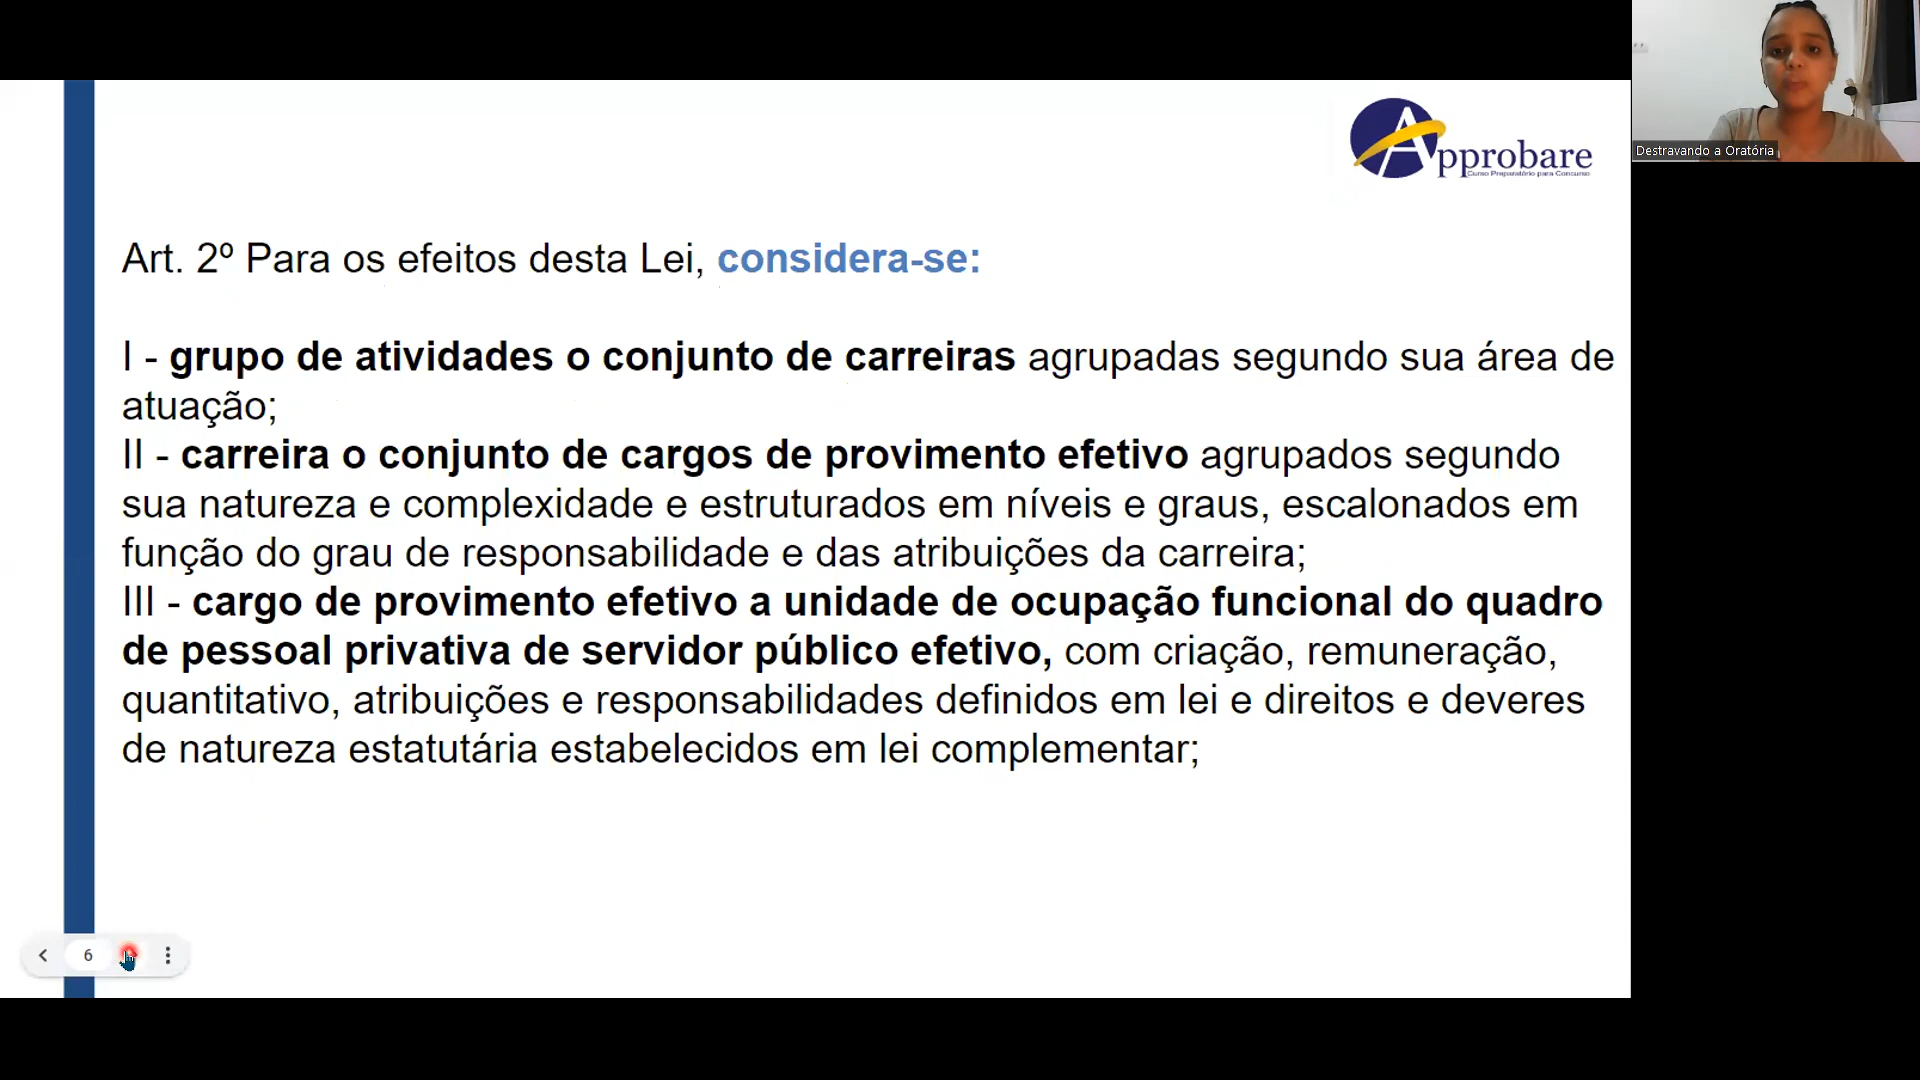 Approbare
Curso Preparatório para Concurso
Destravando a Oratória
Art. 2º Para os efeitos desta Lei, considera-se:
I - grupo de atividades o conjunto de carreiras agrupadas segundo sua área de
atuação;
II - carreira o conjunto de cargos de provimento efetivo agrupados segundo
sua natureza e complexidade e estruturados em níveis e graus, escalonados em
função do grau de responsabilidade e das atribuições da carreira;
III - cargo de provimento efetivo a unidade de ocupação funcional do quadro
de pessoal privativa de servidor público efetivo, com criação, remuneração,
quantitativo, atribuições e responsabilidades definidos em lei e direitos e deveres
de natureza estatutária estabelecidos em lei complementar;
6